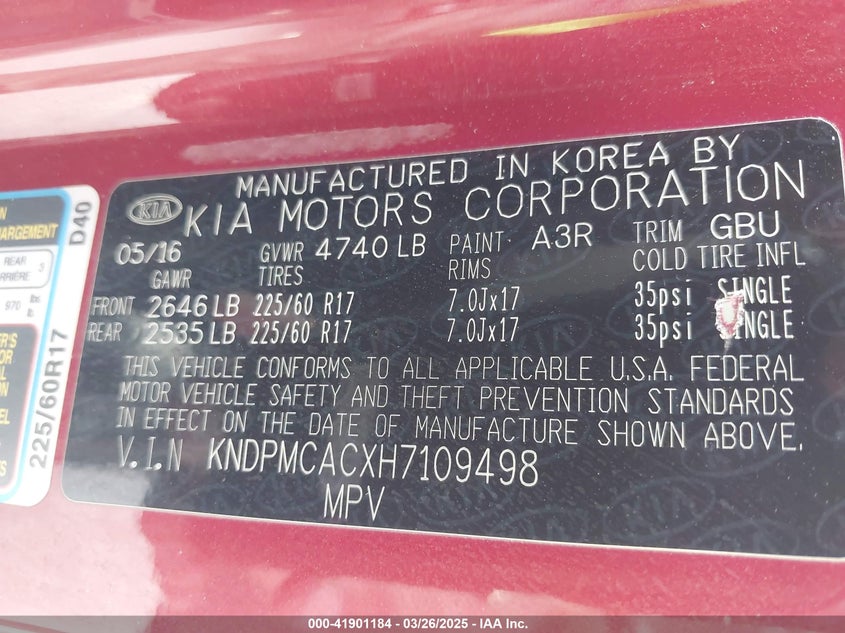 MANUFACTURED IN KOREA BY
KIA KIA MOTORS CORPORATION
05/16 GVWR 4740 LB PAINT A3R TRIM GBU
GAWR TIRES RIMS COLD TIRE INFL
FRONT 2646 LB 225/60 R17 7.0Jx17 35psi SINGLE
REAR 2535 LB 225/60 R17 7.0Jx17 35psi
THIS VEHICLE CONFORMS TO ALL APPLICABLE U.S.A. FEDERAL
MOTOR VEHICLE SAFETY AND THEFT PREVENTION STANDARDS
IN EFFECT ON THE DATE OF MANUFACTURE SHOWN ABOVE.
V.I.N KNDPMCACXH7109498
MPV
D40
225/60R17
REAR
3
970 lbs.
000-41901184 - 03/26/2025 - IAA Inc.